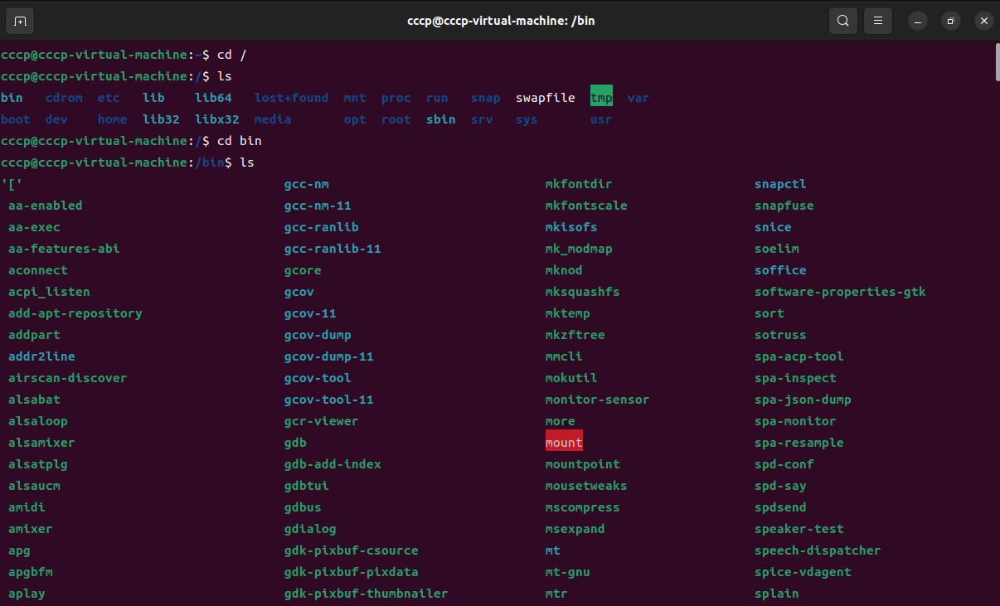 cccp@cccp-virtual-machine: /bin
cccp@cccp-virtual-machine:~$ cd /
cccp@cccp-virtual-machine:/$ ls
bin cdrom etc lib lib64 lost+found mnt proc run snap swapfile tmp var
boot dev home lib32 libx32 media opt root sbin srv sys usr
cccp@cccp-virtual-machine:/$ cd bin
cccp@cccp-virtual-machine:/bin$ ls
'[' gcc-nm mkfontdir snapctl
aa-enabled gcc-nm-11 mkfontscale snapfuse
aa-exec gcc-ranlib mkisofs snice
aa-features-abi gcc-ranlib-11 mk_modmap soelim
aconnect gcore mknod soffice
acpi_listen gcov mksquashfs software-properties-gtk
add-apt-repository gcov-11 mktemp sort
addpart gcov-dump mkzftree sotruss
addr2line gcov-dump-11 mmcli spa-acp-tool
airscan-discover gcov-tool mokutil spa-inspect
alsabat gcov-tool-11 monitor-sensor spa-json-dump
alsaloop gcr-viewer more spa-monitor
alsamixer gdb mount spa-resample
alsatplg gdb-add-index mountpoint spd-conf
alsaucm gdbtui mousetweaks spd-say
amidi gdbus mscompress spdsend
amixer gdialog msexpand speaker-test
apg gdk-pixbuf-csource mt speech-dispatcher
apgbfm gdk-pixbuf-pixdata mt-gnu spice-vdagent
aplay gdk-pixbuf-thumbnailer mtr splain